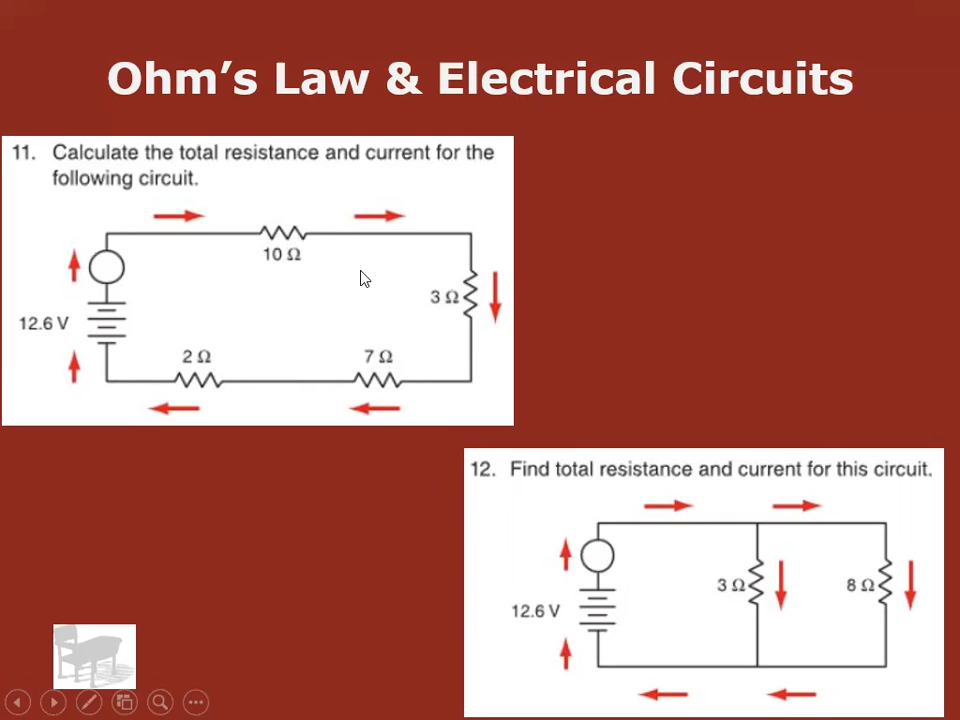 Ohm's Law & Electrical Circuits
11. Calculate the total resistance and current for the
following circuit.
10 Ω
3 Ω
12.6 V
2 Ω
7 Ω
12. Find total resistance and current for this circuit.
3 Ω
8 Ω
12.6 V